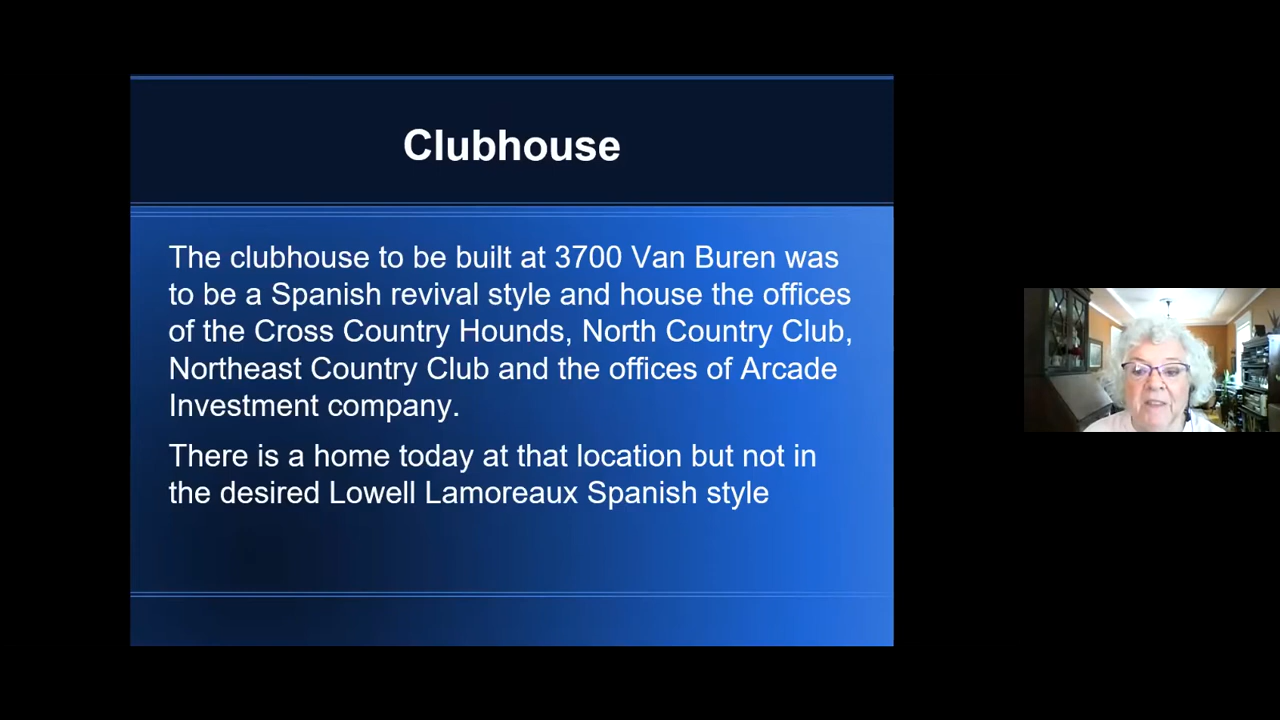 Clubhouse
The clubhouse to be built at 3700 Van Buren was
to be a Spanish revival style and house the offices
of the Cross Country Hounds, North Country Club,
Northeast Country Club and the offices of Arcade
Investment company.
There is a home today at that location but not in
the desired Lowell Lamoreaux Spanish style